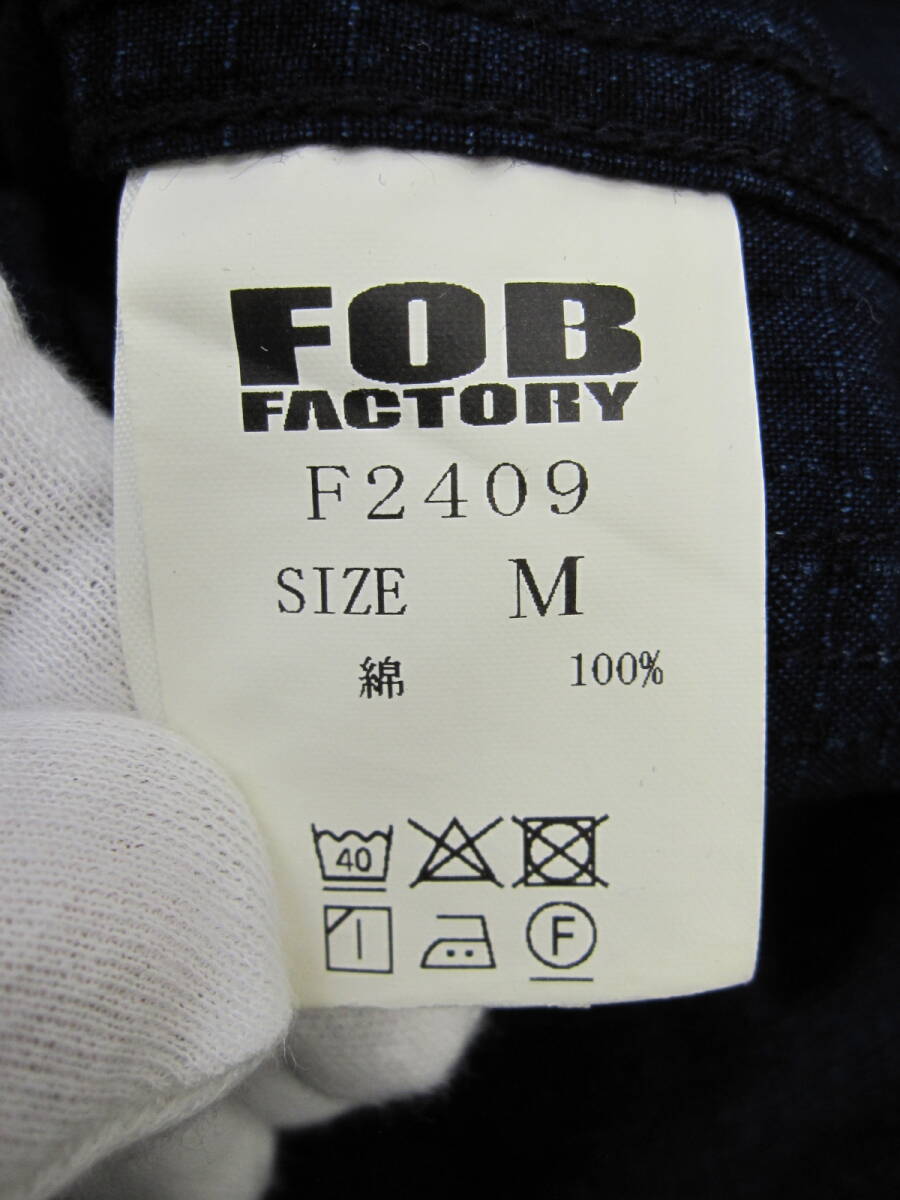 FOB
FACTORY
F2409
SIZE M
綿 100%
40
F